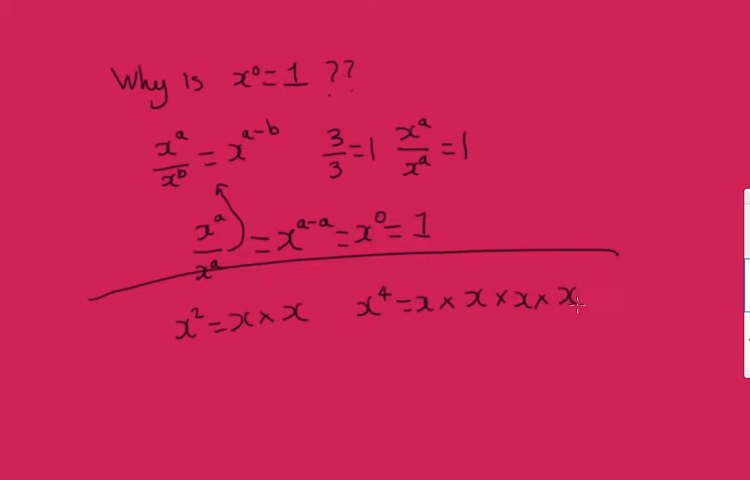 Why is x⁰ = 1 ??
xᵃ/xᵇ = xᵃ⁻ᵇ 3/3 = 1 xᵃ/xᵃ = 1
xᵃ/xᵃ = xᵃ⁻ᵃ = x⁰ = 1
x² = x × x x⁴ = x × x × x × x